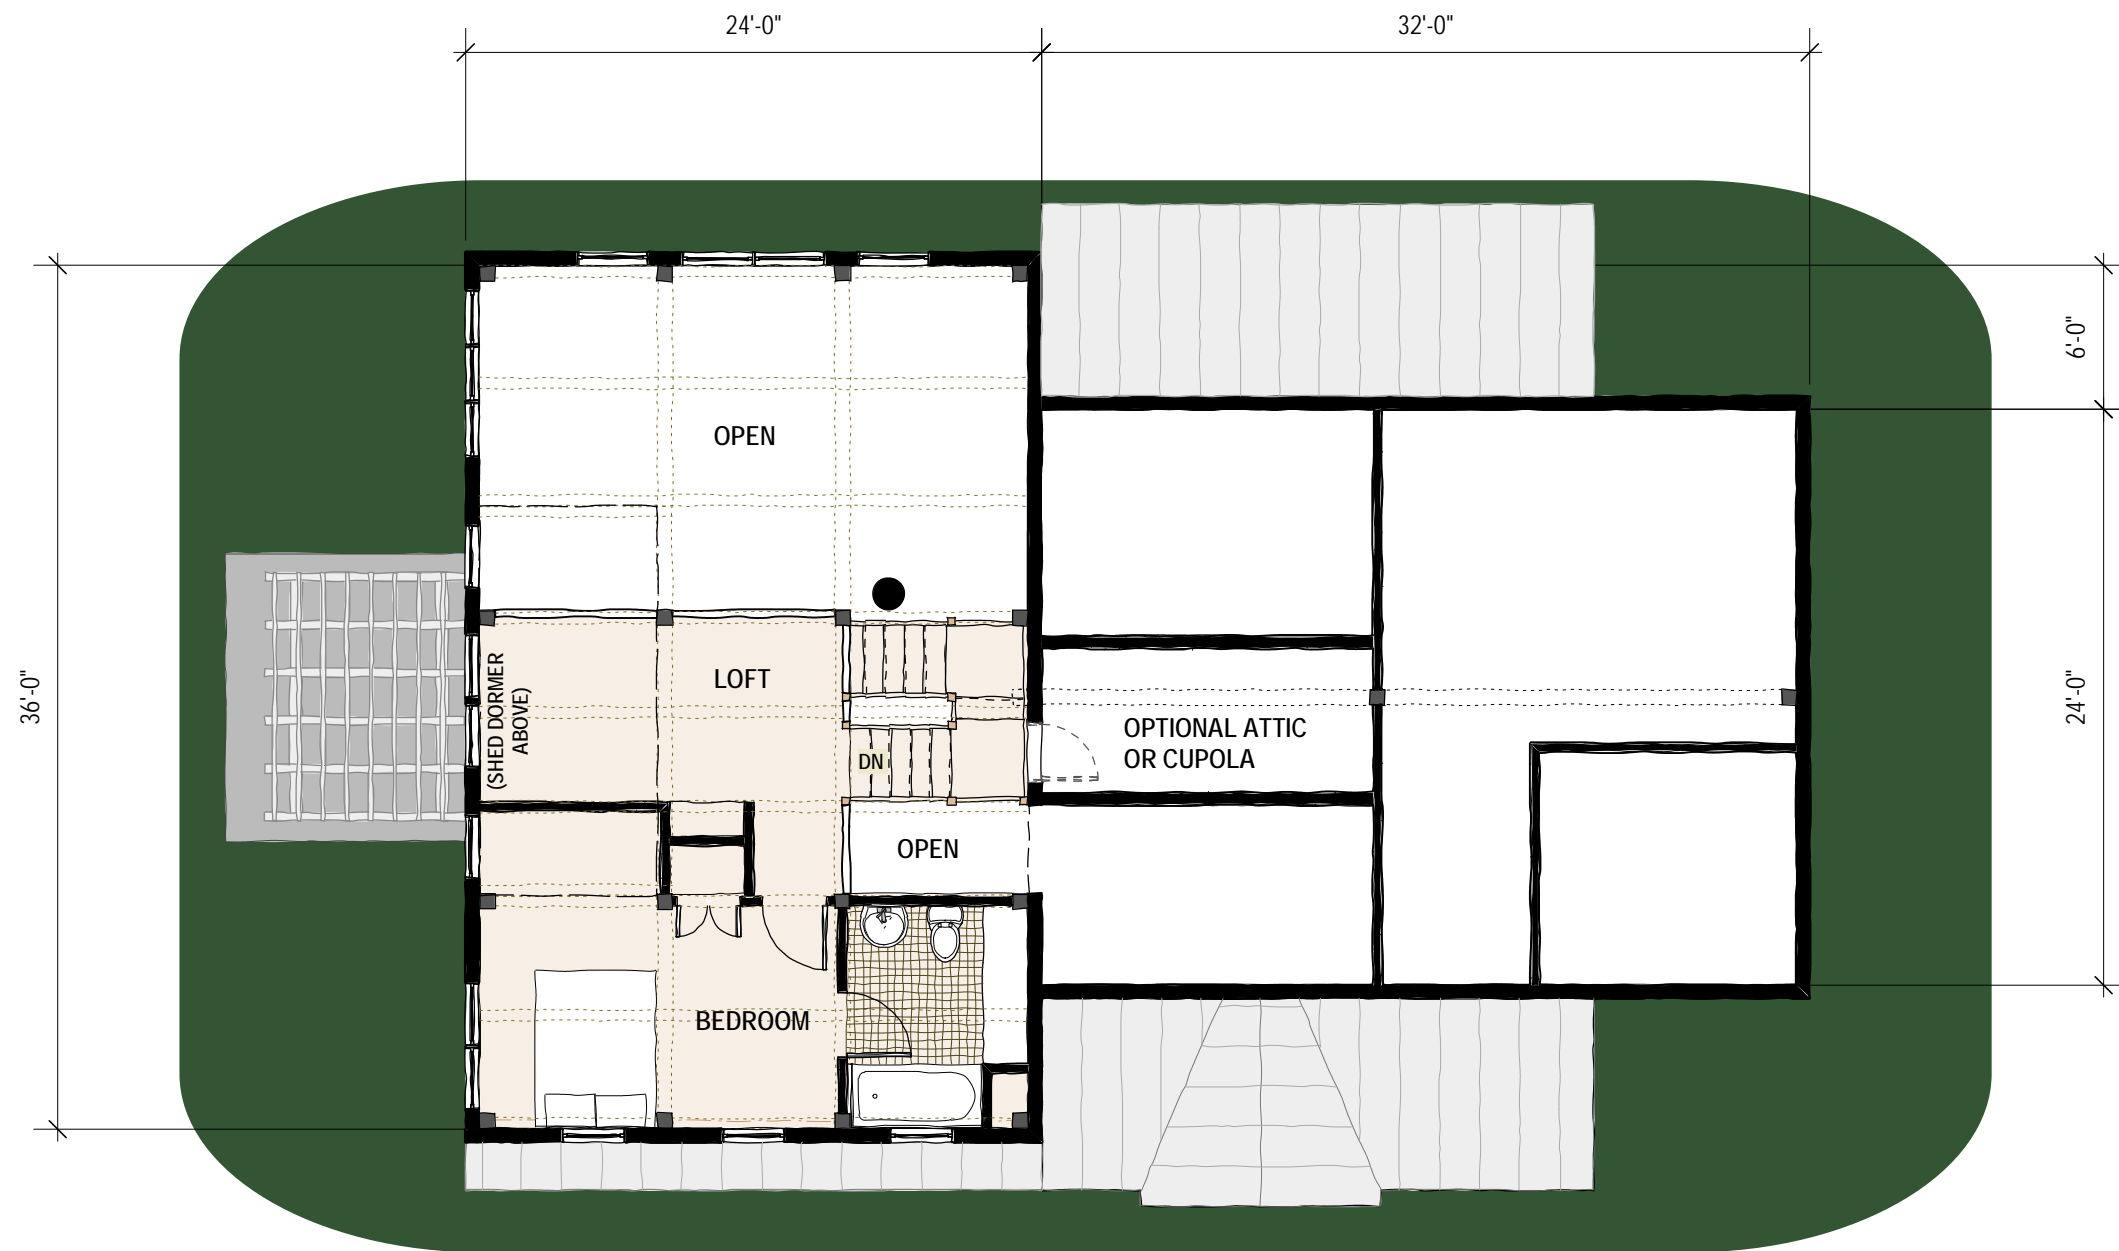 24'-0"
32'-0"
6'-0"
OPEN
36'-0"
(SHED DORMER
ABOVE)
LOFT
24'-0"
OPTIONAL ATTIC
OR CUPOLA
DN
OPEN
BEDROOM